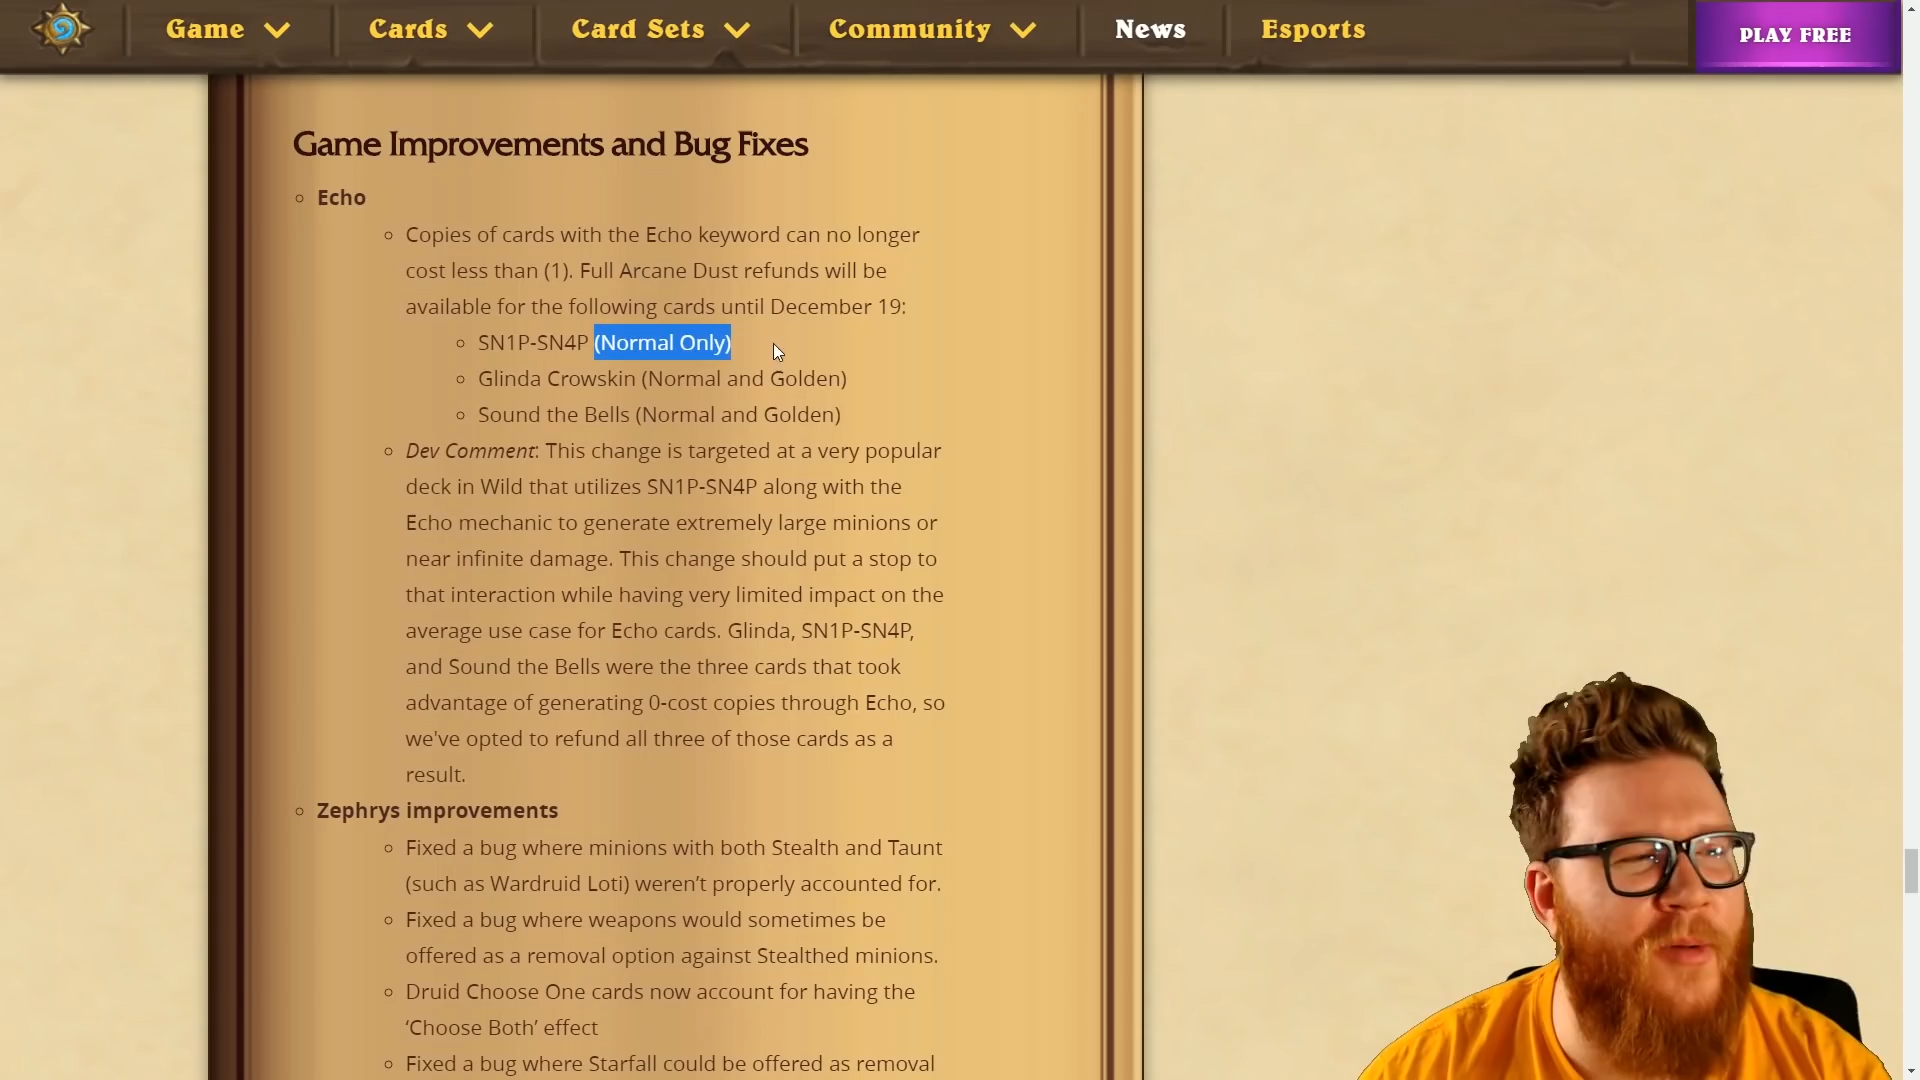 Game
Cards
Card Sets
Community
News
Esports
PLAY FREE
Game Improvements and Bug Fixes
Echo
Copies of cards with the Echo keyword can no longer
cost less than (1). Full Arcane Dust refunds will be
available for the following cards until December 19:
SN1P-SN4P (Normal Only)
Glinda Crowskin (Normal and Golden)
Sound the Bells (Normal and Golden)
Dev Comment: This change is targeted at a very popular
deck in Wild that utilizes SN1P-SN4P along with the
Echo mechanic to generate extremely large minions or
near infinite damage. This change should put a stop to
that interaction while having very limited impact on the
average use case for Echo cards. Glinda, SN1P-SN4P,
and Sound the Bells were the three cards that took
advantage of generating 0-cost copies through Echo, so
we've opted to refund all three of those cards as a
result.
Zephrys improvements
Fixed a bug where minions with both Stealth and Taunt
(such as Wardruid Loti) weren’t properly accounted for.
Fixed a bug where weapons would sometimes be
offered as a removal option against Stealthed minions.
Druid Choose One cards now account for having the
‘Choose Both’ effect
Fixed a bug where Starfall could be offered as removal